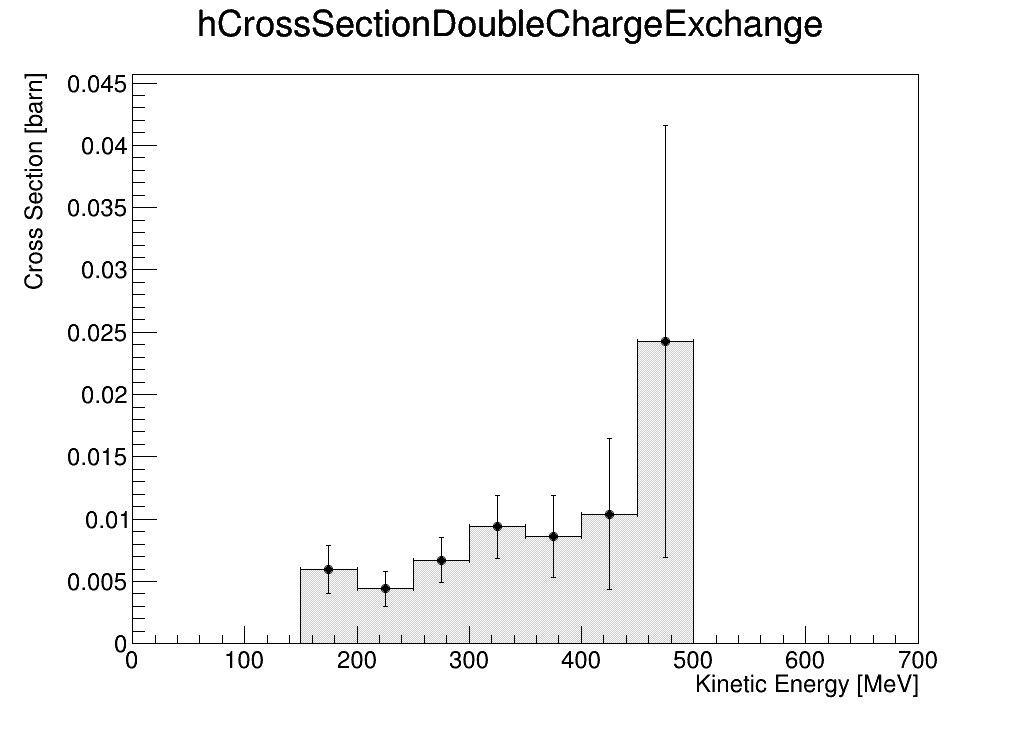 hCrossSectionDoubleChargeExchange
Cross Section [barn]
0.045
0.04
0.035
0.03
0.025
0.02
0.015
0.01
0.005
0
0 100 200 300 400 500 600 700
Kinetic Energy [MeV]